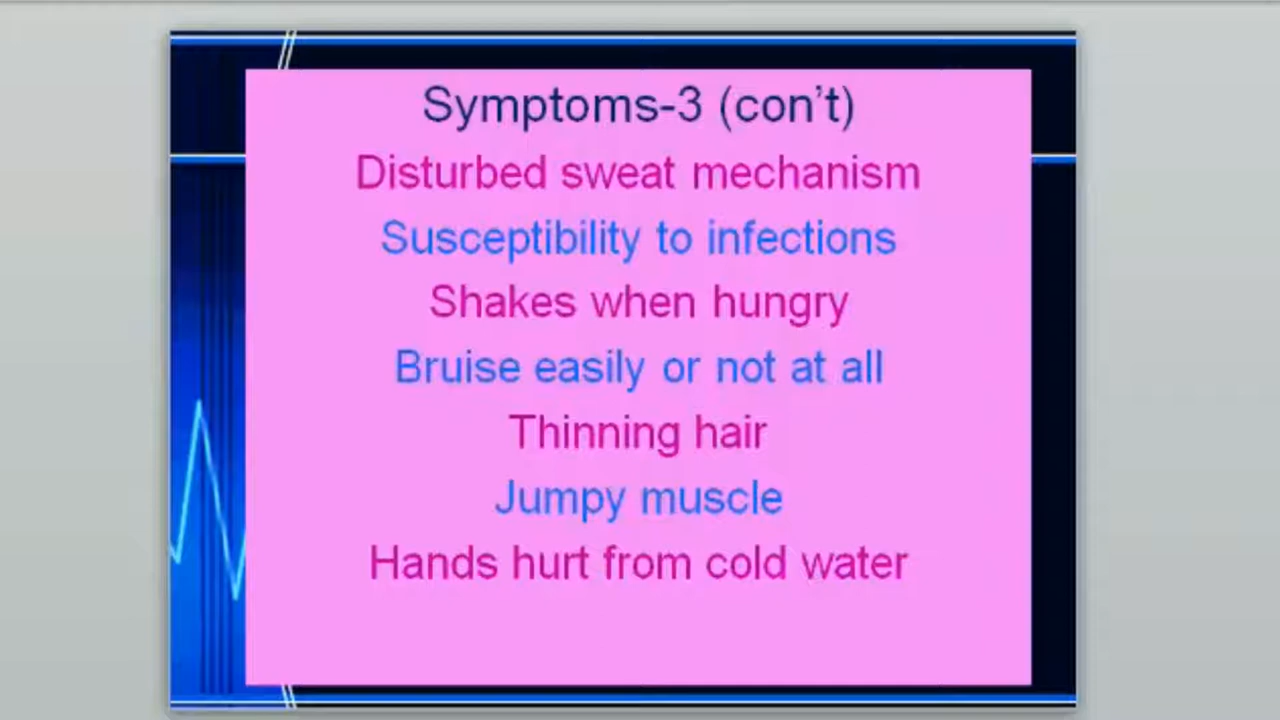 Symptoms-3 (con’t)
Disturbed sweat mechanism
Susceptibility to infections
Shakes when hungry
Bruise easily or not at all
Thinning hair
Jumpy muscle
Hands hurt from cold water